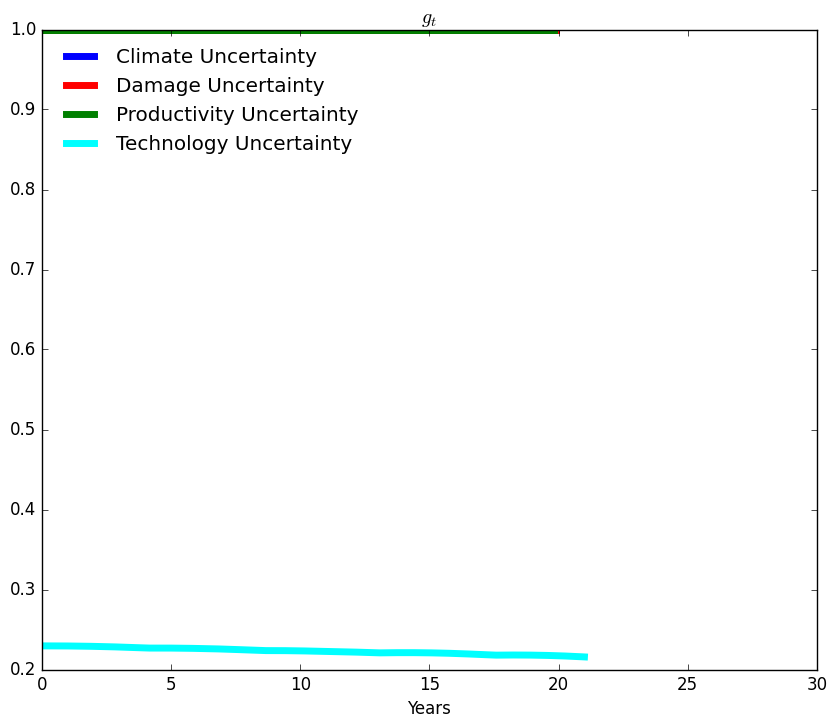 g_t
1.0
0.9
0.8
0.7
0.6
0.5
0.4
0.3
0.2
Climate Uncertainty
Damage Uncertainty
Productivity Uncertainty
Technology Uncertainty
0 5 10 15 20 25 30
Years